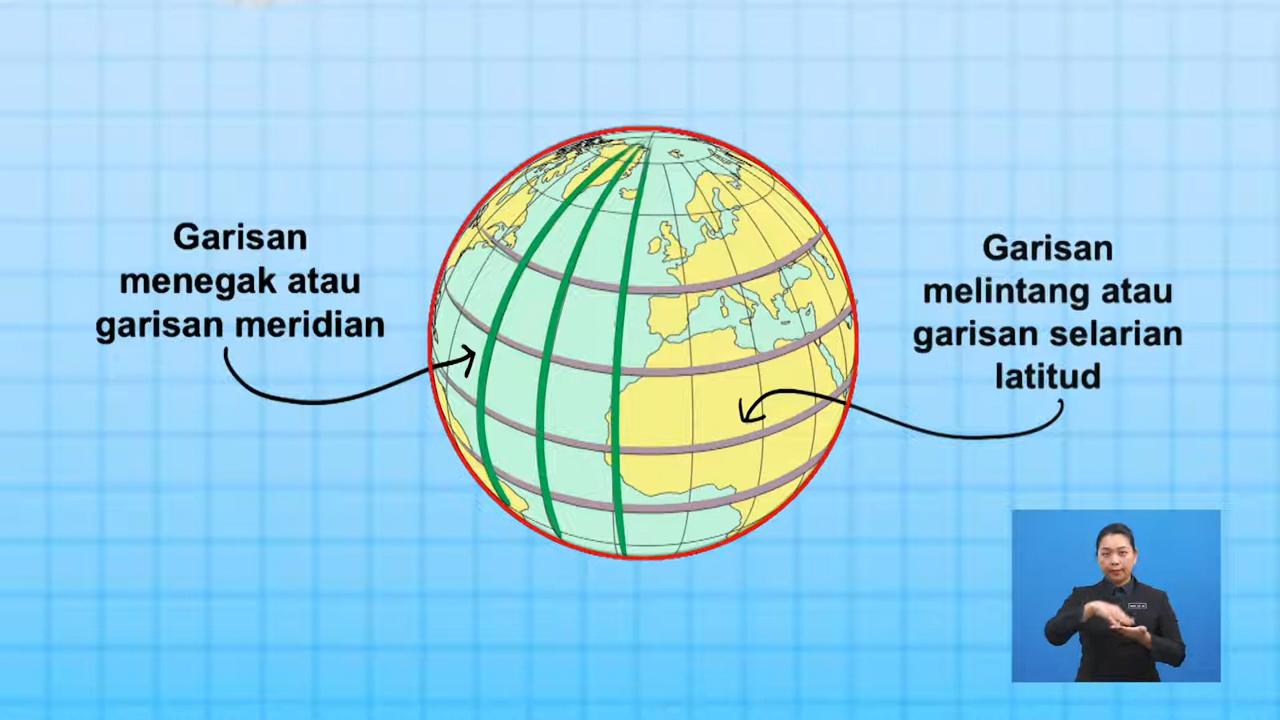 Garisan
menegak atau
garisan meridian
Garisan
melintang atau
garisan selarian
latitud